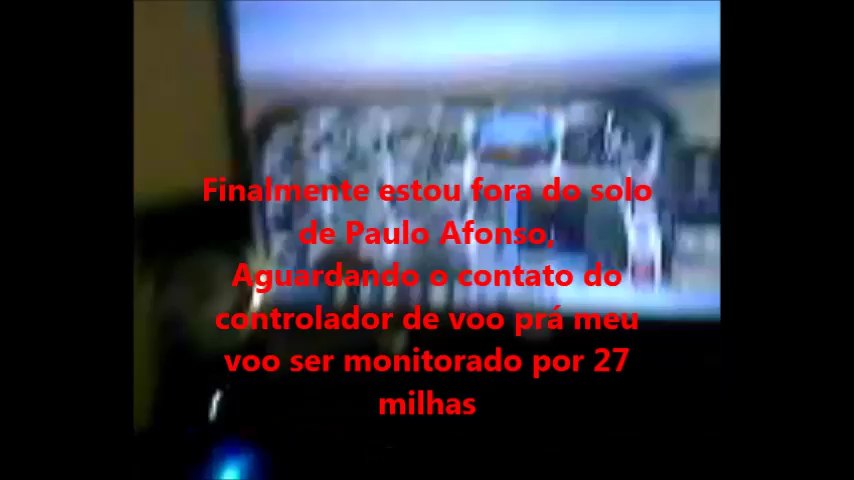 Finalmente estou fora do solo
de Paulo Afonso,
Aguardando o contato do
controlador de voo prá meu
voo ser monitorado por 27
milhas